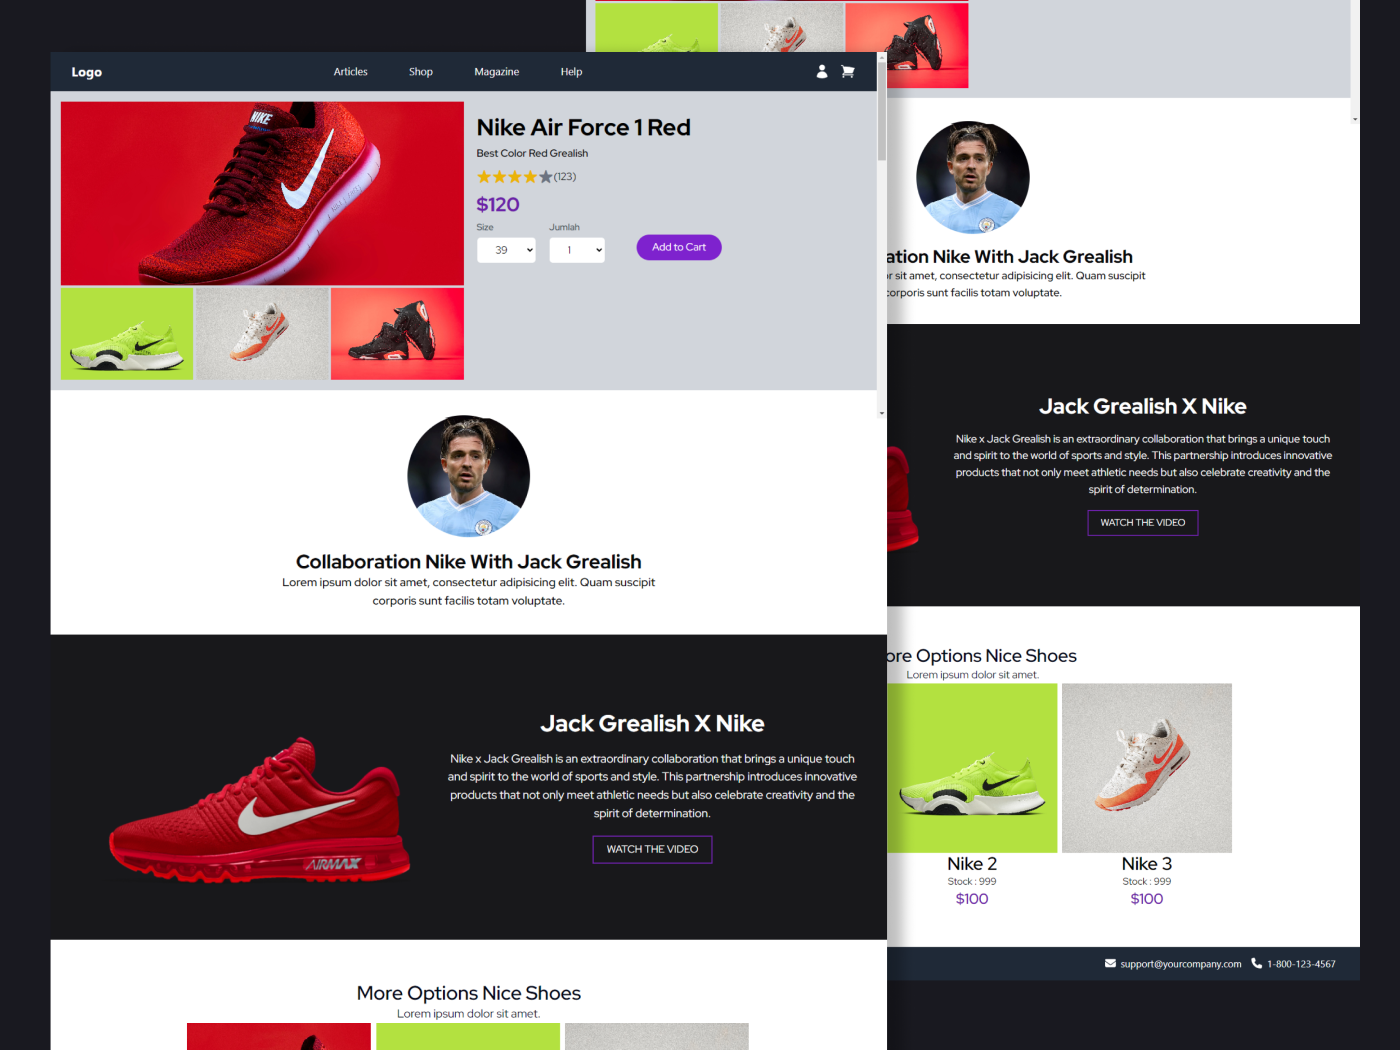 Logo
Articles
Shop
Magazine
Help
NIKE
Nike Air Force 1 Red
Best Color Red Grealish
(123)
$120
Size
Jumlah
39
1
Add to Cart
Collaboration Nike With Jack Grealish
Lorem ipsum dolor sit amet, consectetur adipisicing elit. Quam suscipit
corporis sunt facilis totam voluptate.
Jack Grealish X Nike
Nike x Jack Grealish is an extraordinary collaboration that brings a unique touch
and spirit to the world of sports and style. This partnership introduces innovative
products that not only meet athletic needs but also celebrate creativity and the
spirit of determination.
WATCH THE VIDEO
AIRMAX
More Options Nice Shoes
Lorem ipsum dolor sit amet.
ation Nike With Jack Grealish
r sit amet, consectetur adipisicing elit. Quam suscipit
corporis sunt facilis totam voluptate.
Jack Grealish X Nike
Nike x Jack Grealish is an extraordinary collaboration that brings a unique touch
and spirit to the world of sports and style. This partnership introduces innovative
products that not only meet athletic needs but also celebrate creativity and the
spirit of determination.
WATCH THE VIDEO
ore Options Nice Shoes
Lorem ipsum dolor sit amet.
Nike 2
Stock : 999
$100
Nike 3
Stock : 999
$100
support@yourcompany.com
1-800-123-4567